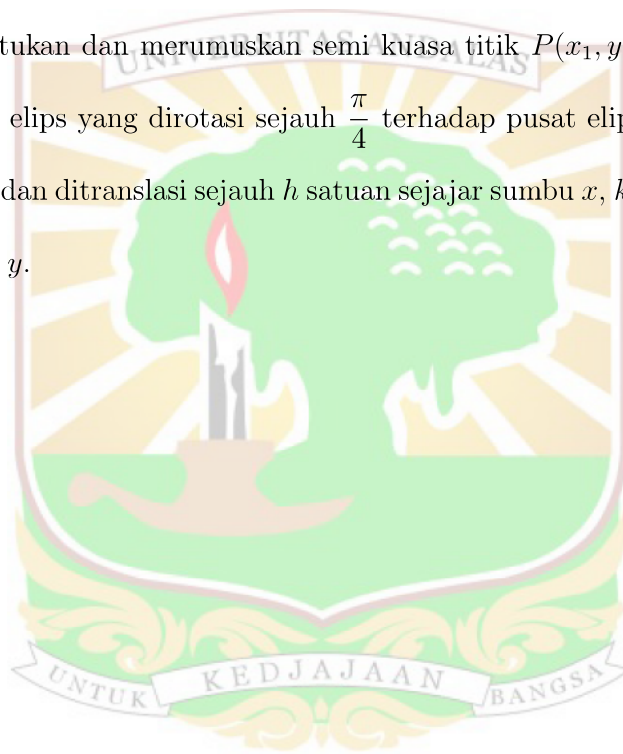 UNIVERSITAS ANDALAS
tukan dan merumuskan semi kuasa titik P(x₁, y
elips yang dirotasi sejauh π/4 terhadap pusat elip
dan ditranslasi sejauh h satuan sejajar sumbu x, k
y.
UNTUK KEDJAJAAN BANGSA